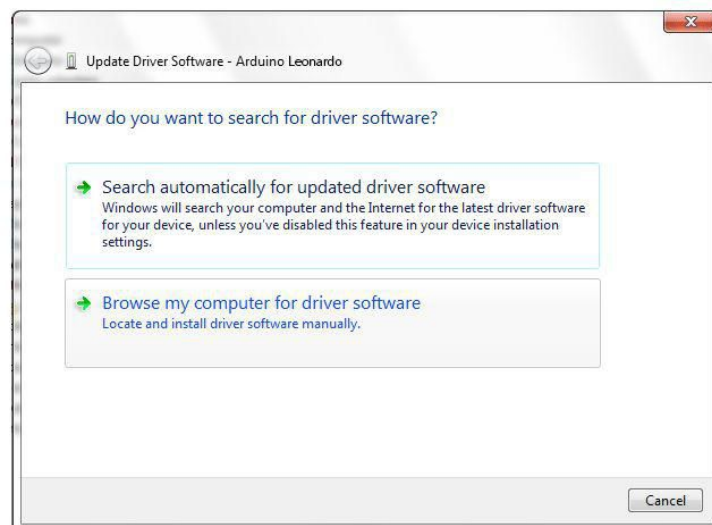 Update Driver Software - Arduino Leonardo
How do you want to search for driver software?
Search automatically for updated driver software
Windows will search your computer and the Internet for the latest driver software
for your device, unless you've disabled this feature in your device installation
settings.
Browse my computer for driver software
Locate and install driver software manually.
Cancel